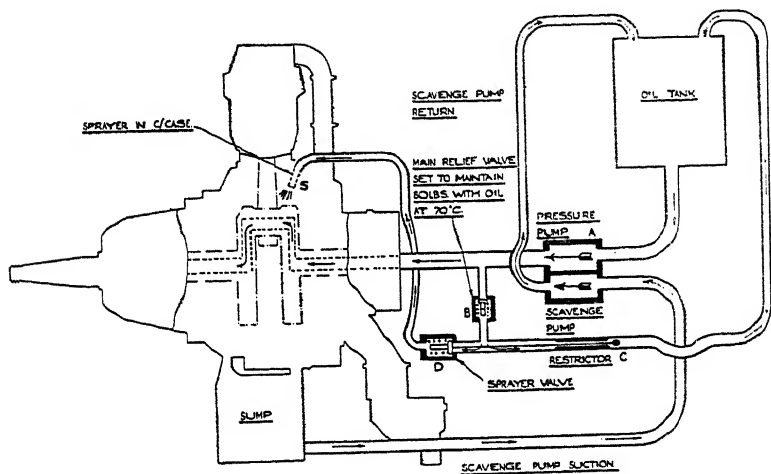 SCAVENGE PUMP
RETURN
OIL TANK
SPRAYER IN C/CASE
S
MAIN RELIEF VALVE
SET TO MAINTAIN
80LBS. WITH OIL
AT 70°C
PRESSURE
PUMP A
B
SCAVENGE
PUMP
RESTRICTOR C
D
SPRAYER VALVE
SUMP
SCAVENGE PUMP SUCTION